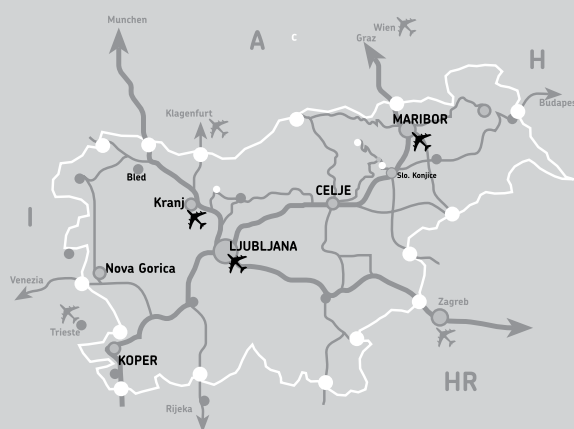 Munchen
A
c
Wien
Graz
H
Budapes
Klagenfurt
MARIBOR
Bled
Slo. Konjice
CELJE
Kranj
I
LJUBLJANA
Nova Gorica
Venezia
Zagreb
Trieste
KOPER
HR
Rijeka